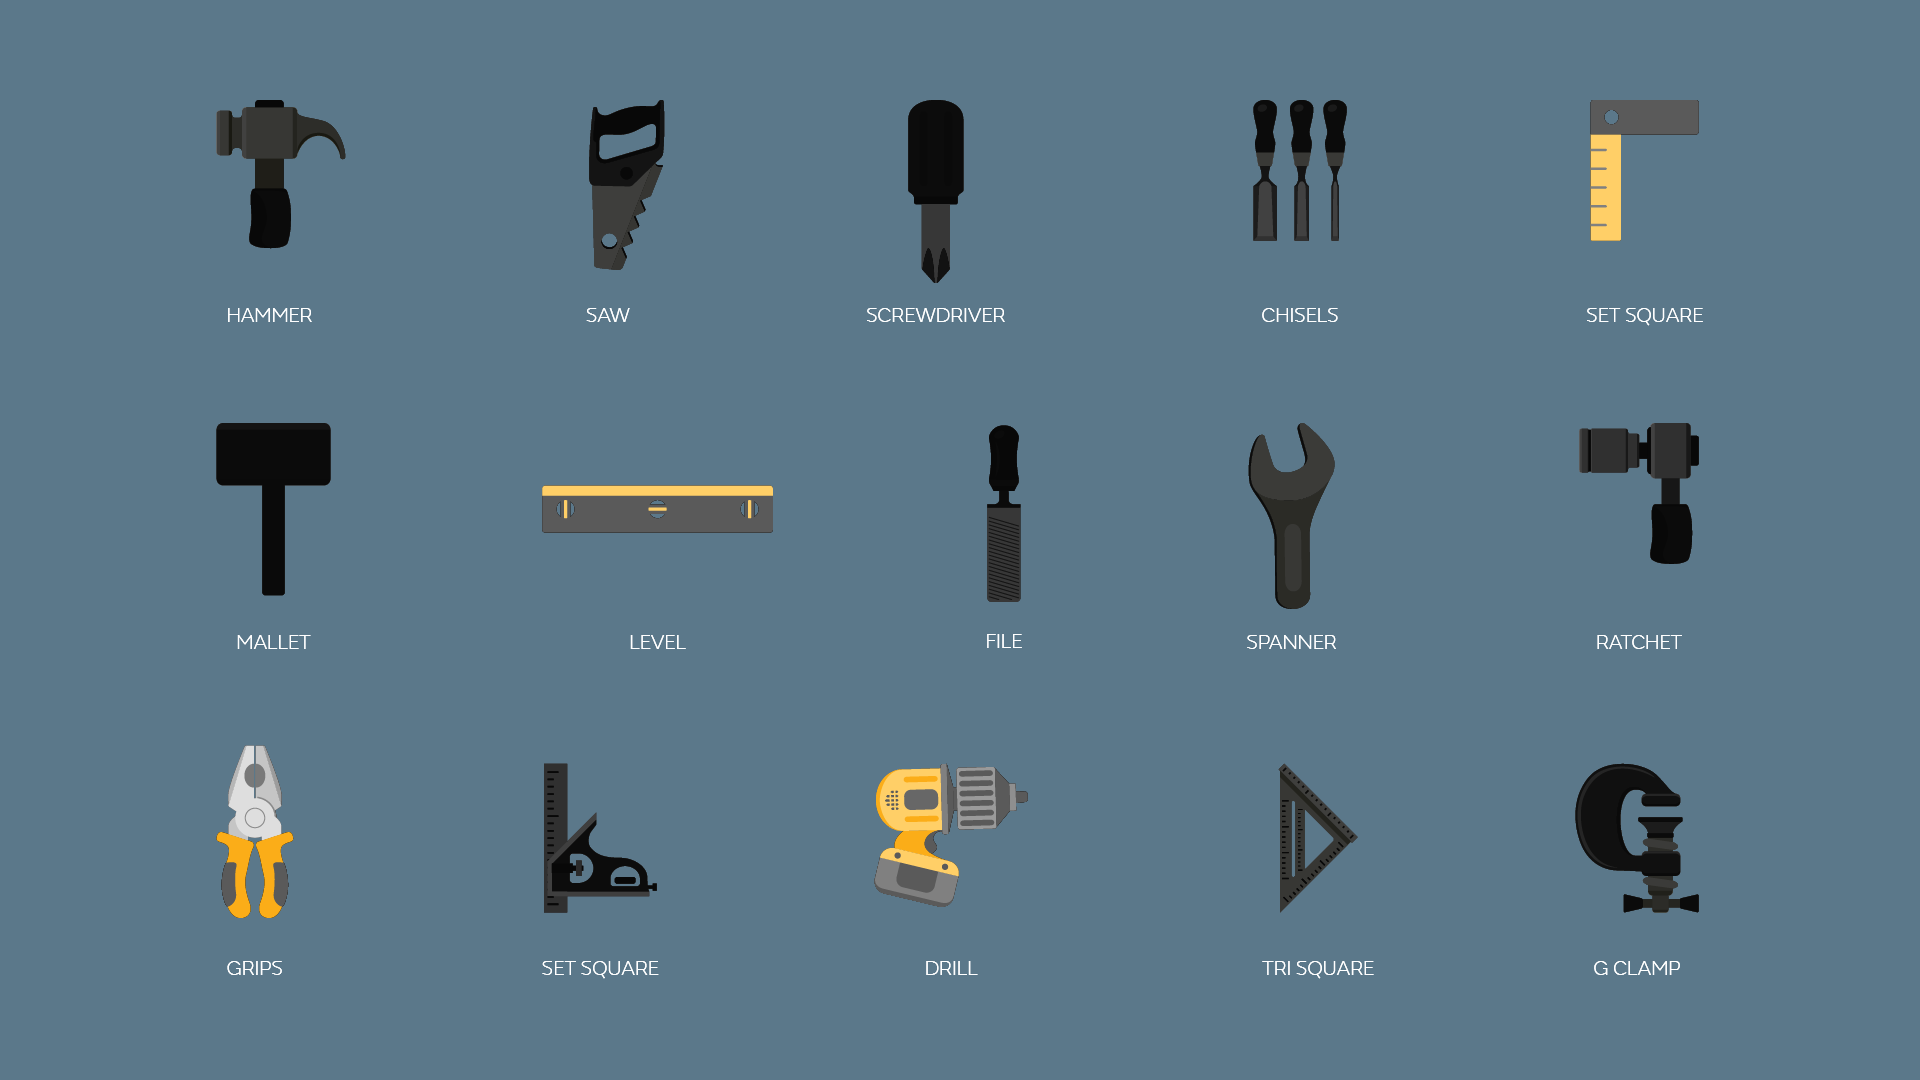 HAMMER
SAW
SCREWDRIVER
CHISELS
SET SQUARE
MALLET
LEVEL
FILE
SPANNER
RATCHET
GRIPS
SET SQUARE
DRILL
TRI SQUARE
G CLAMP